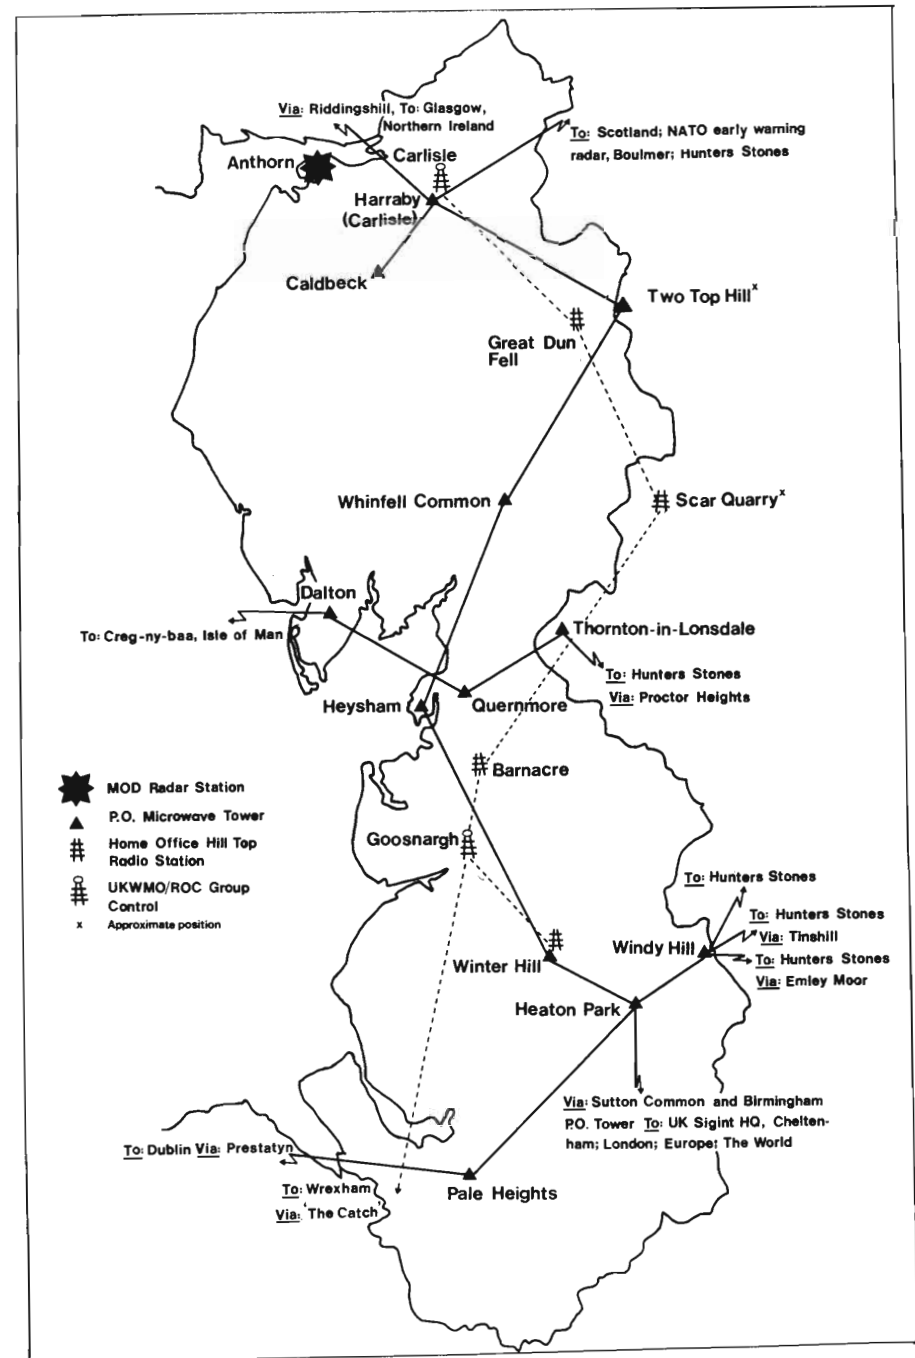 Via: Riddingshill, To: Glasgow,
Northern Ireland
To: Scotland; NATO early warning
radar, Boulmer; Hunters Stones
Anthorn
Carlisle
Harraby
(Carlisle)
Caldbeck
Two Top Hill x
Great Dun
Fell
Whinfell Common
Scar Quarry x
Dalton
To: Creg-ny-baa, Isle of Man
Thornton-in-Lonsdale
To: Hunters Stones
Via: Proctor Heights
Heysham
Quernmore
Barnacre
MOD Radar Station
P.O. Microwave Tower
Home Office Hill Top
Radio Station
UKWMO/ROC Group
Control
x Approximate position
Goosnargh
To: Hunters Stones
To: Hunters Stones
Via: Tinshill
To: Hunters Stones
Via: Emley Moor
Windy Hill
Winter Hill
Heaton Park
Via: Sutton Common and Birmingham
P.O. Tower To: UK Sigint HQ, Chelten-
ham; London; Europe; The World
To: Dublin Via: Prestatyn
To: Wrexham
Via: 'The Catch'
Pale Heights